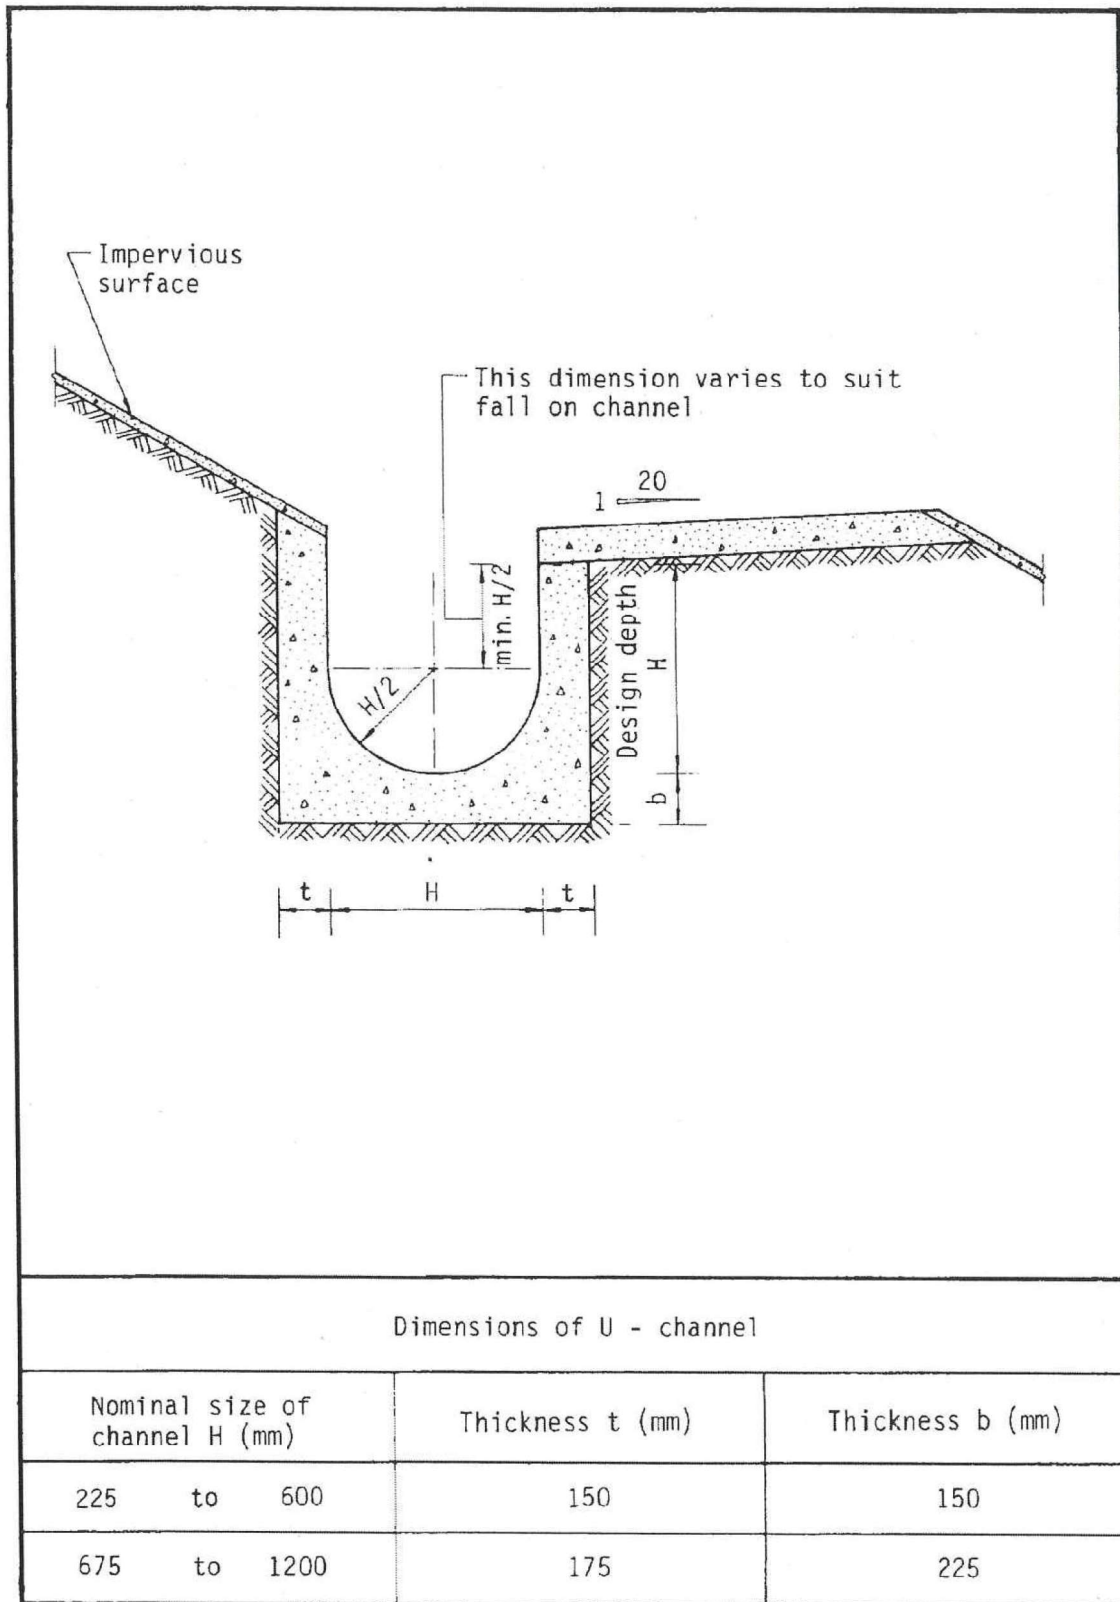 Impervious
surface
This dimension varies to suit
fall on channel
20
1
min. H/2
H/2
Design depth
H
b
t
H
t
Dimensions of U - channel
Nominal size of
channel H (mm)
Thickness t (mm)
Thickness b (mm)
225 to 600
150
150
675 to 1200
175
225